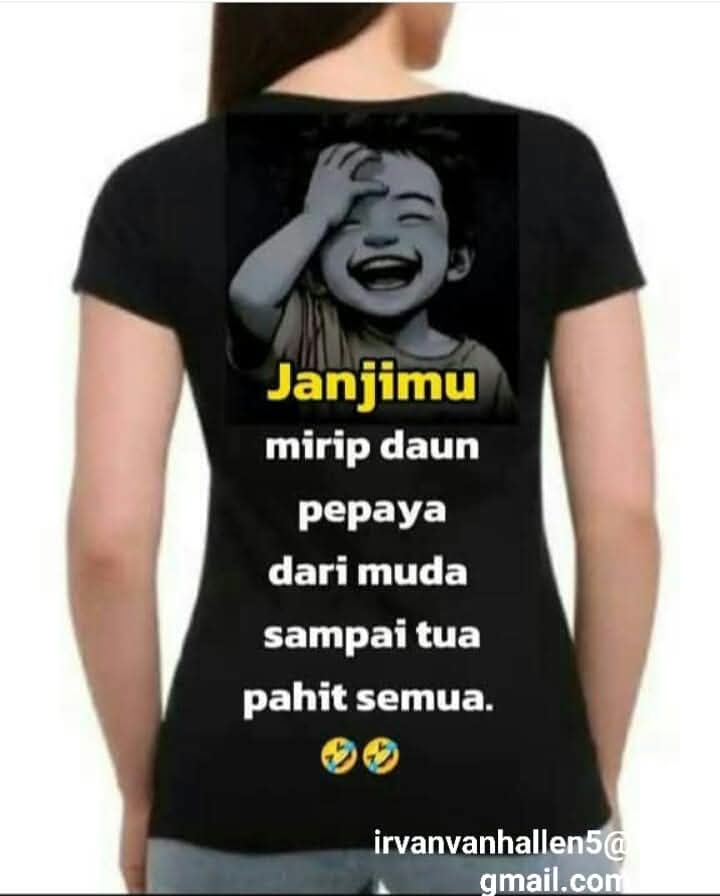 Janjimu
mirip daun
pepaya
dari muda
sampai tua
pahit semua.
🤣🤣
irvanvanhallen5@
gmail.com